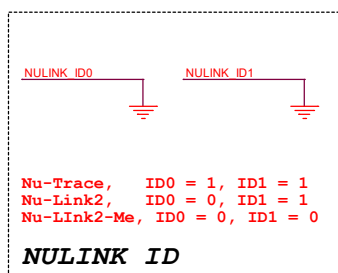 NULINK_ID0 NULINK_ID1
Nu-Trace, ID0 = 1, ID1 = 1
Nu-Link2, ID0 = 0, ID1 = 1
Nu-LInk2-Me, ID0 = 0, ID1 = 0
NULINK ID